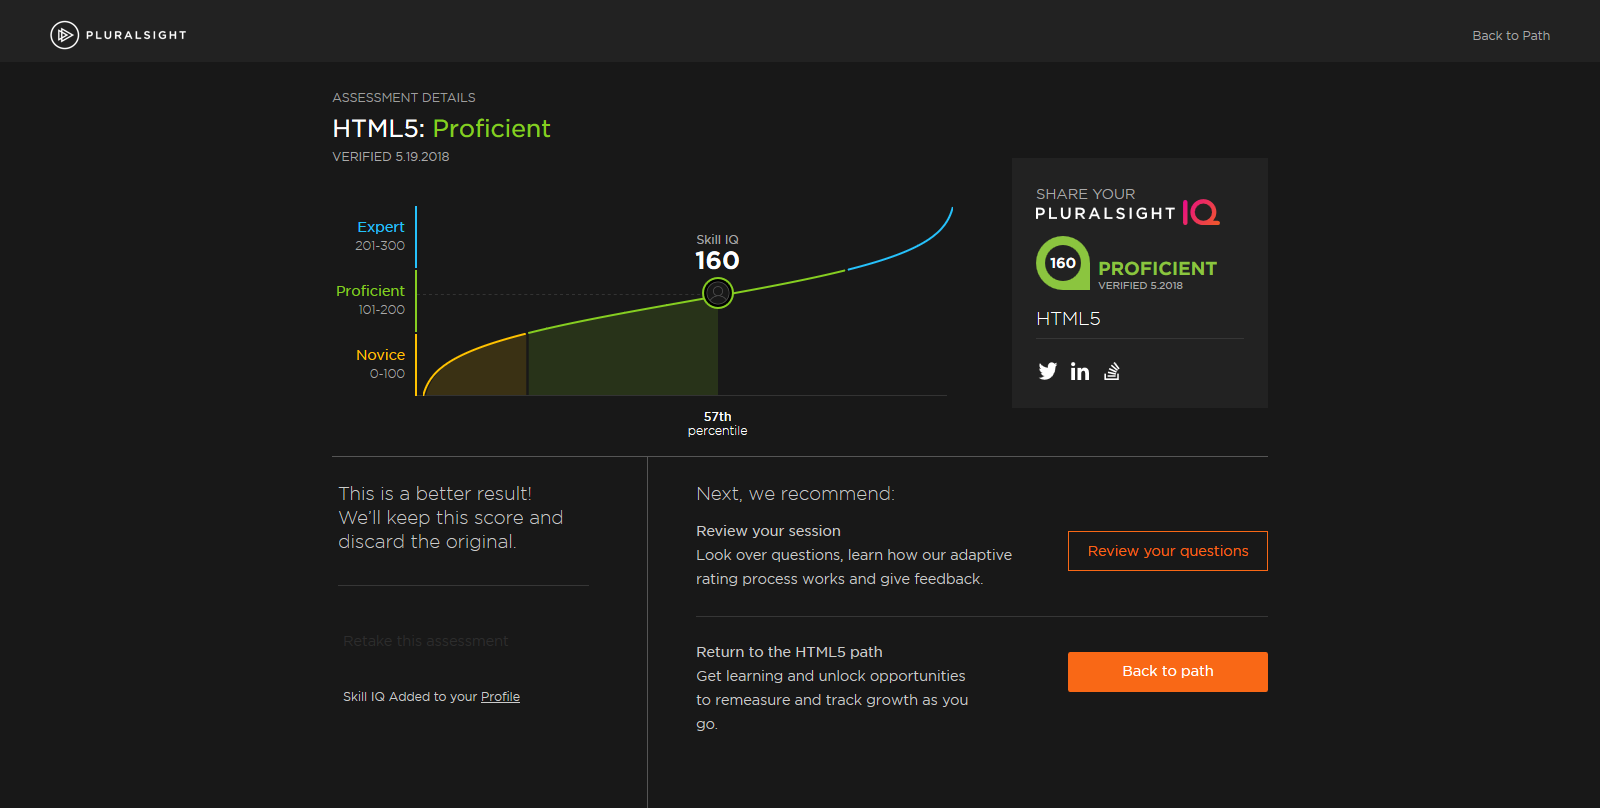 PLURALSIGHT
Back to Path
ASSESSMENT DETAILS
HTML5: Proficient
VERIFIED 5.19.2018
Expert
201-300
Proficient
101-200
Novice
0-100
Skill IQ
160
57th
percentile
SHARE YOUR
PLURALSIGHT IQ
160
PROFICIENT
VERIFIED 5.2018
HTML5
in
This is a better result!
We'll keep this score and
discard the original.
Retake this assessment
Skill IQ Added to your Profile
Next, we recommend:
Review your session
Look over questions, learn how our adaptive
rating process works and give feedback.
Review your questions
Return to the HTML5 path
Get learning and unlock opportunities
to remeasure and track growth as you
go.
Back to path